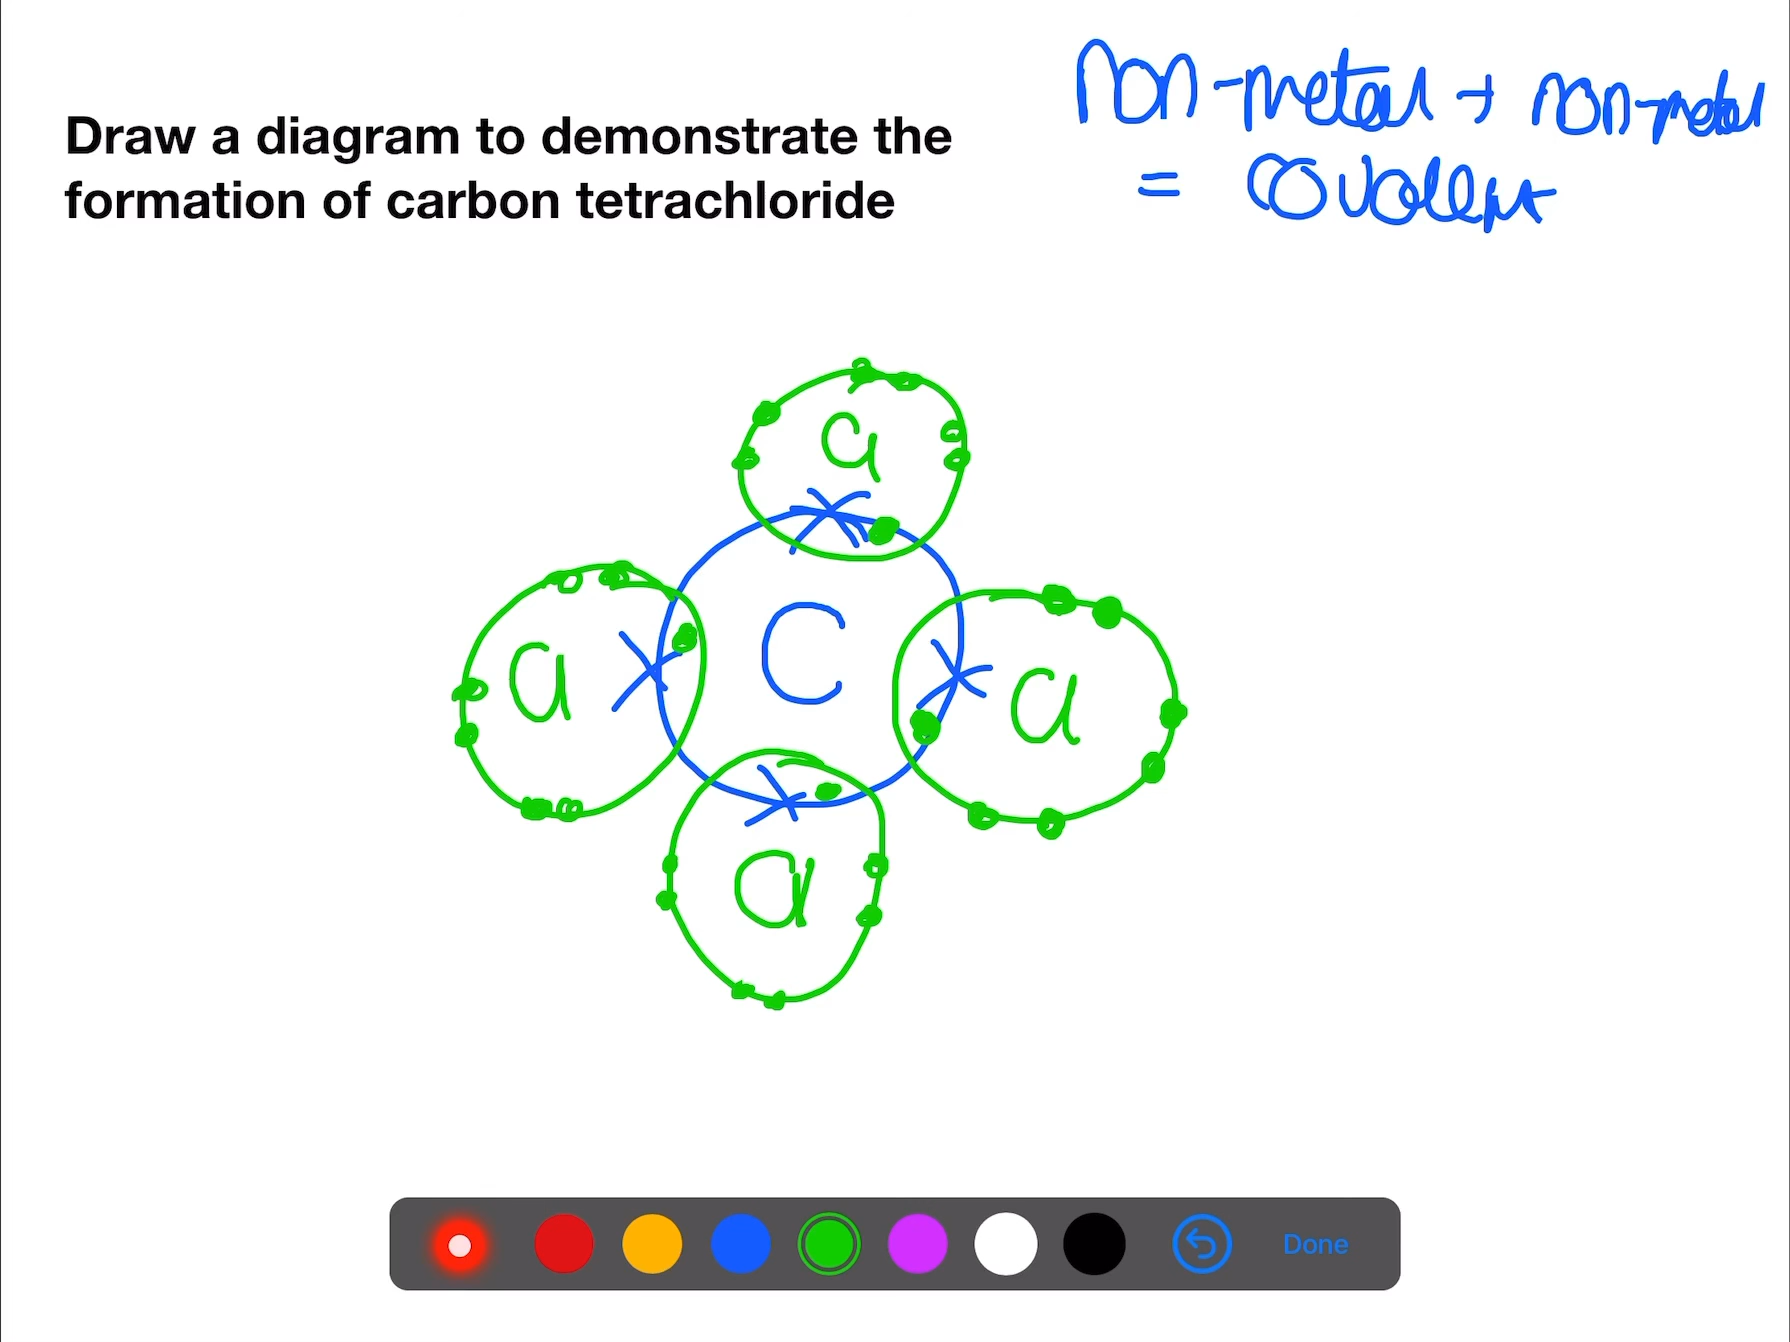 Draw a diagram to demonstrate the
formation of carbon tetrachloride
non-metal + non-metal
= covalent
Cl
Cl
C
Cl
Cl
Done